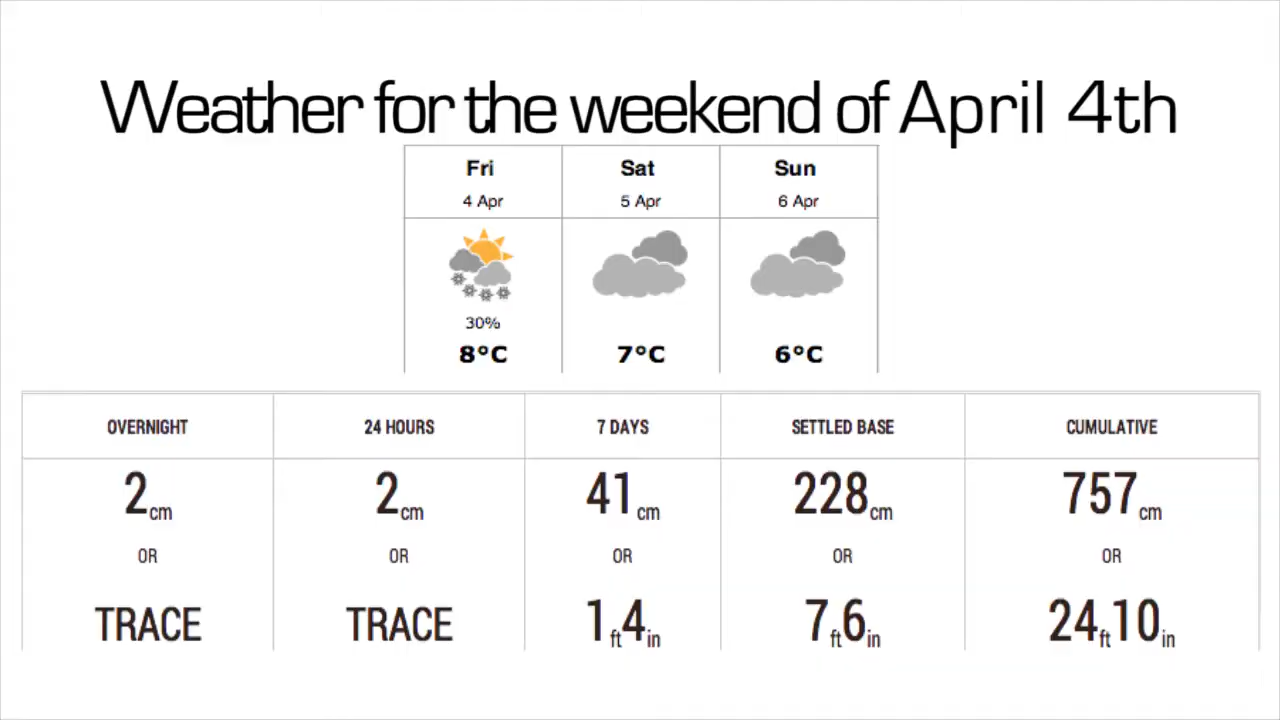 Weather for the weekend of April 4th
Fri Sat Sun
4 Apr 5 Apr 6 Apr
30%
8°C 7°C 6°C
OVERNIGHT 24 HOURS 7 DAYS SETTLED BASE CUMULATIVE
2cm 2cm 41cm 228cm 757cm
OR OR OR OR OR
TRACE TRACE 1ft4in 7ft6in 24ft10in